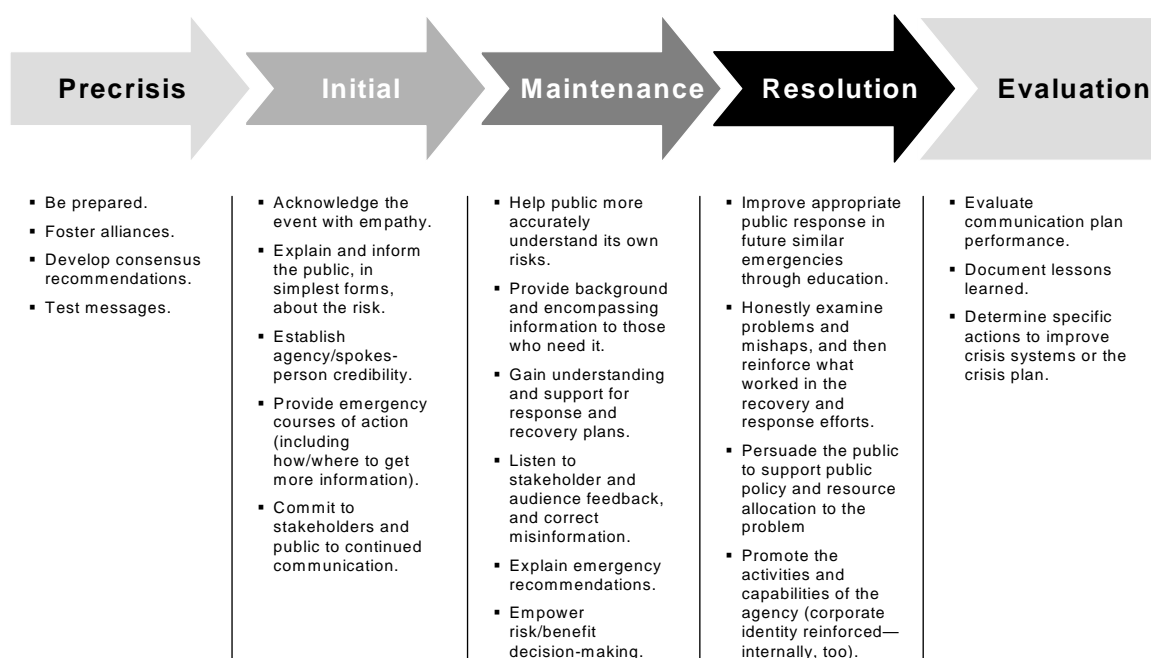 Precrisis
Initial
Maintenance
Resolution
Evaluation
▪ Be prepared.
▪ Foster alliances.
▪ Develop consensus
recommendations.
▪ Test messages.
▪ Acknowledge the
event with empathy.
▪ Explain and inform
the public, in
simplest forms,
about the risk.
▪ Establish
agency/spokes-
person credibility.
▪ Provide emergency
courses of action
(including
how/where to get
more information).
▪ Commit to
stakeholders and
public to continued
communication.
▪ Help public more
accurately
understand its own
risks.
▪ Provide background
and encompassing
information to those
who need it.
▪ Gain understanding
and support for
response and
recovery plans.
▪ Listen to
stakeholder and
audience feedback,
and correct
misinformation.
▪ Explain emergency
recommendations.
▪ Empower
risk/benefit
decision-making.
▪ Improve appropriate
public response in
future similar
emergencies
through education.
▪ Honestly examine
problems and
mishaps, and then
reinforce what
worked in the
recovery and
response efforts.
▪ Persuade the public
to support public
policy and resource
allocation to the
problem
▪ Promote the
activities and
capabilities of the
agency (corporate
identity reinforced—
internally, too).
▪ Evaluate
communication plan
performance.
▪ Document lessons
learned.
▪ Determine specific
actions to improve
crisis systems or the
crisis plan.